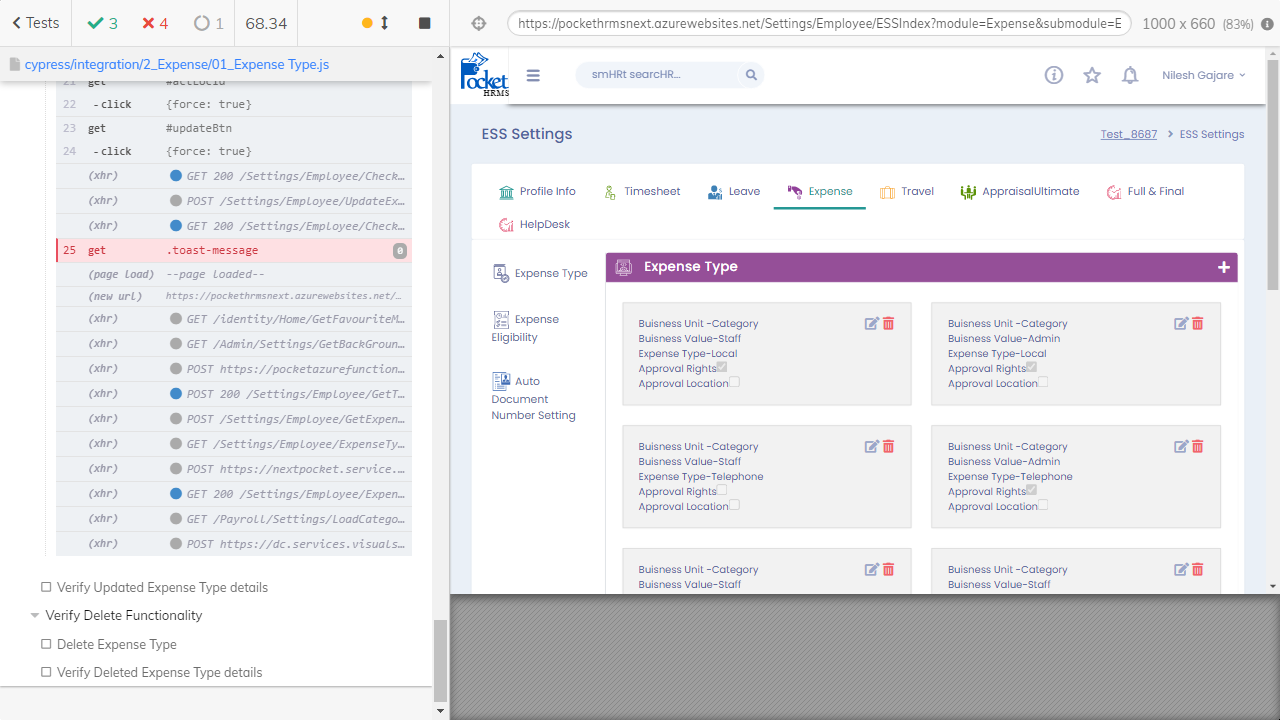 Tests
3
4
1
68.34
cypress/integration/2_Expense/01_Expense Type.js
21 get #actLocId
22 -click {force: true}
23 get #updateBtn
24 -click {force: true}
(xhr) GET 200 /Settings/Employee/Check...
(xhr) POST /Settings/Employee/UpdateEx...
(xhr) GET 200 /Settings/Employee/Check...
25 get .toast-message 0
(page load) --page loaded--
(new url) https://pockethrmsnext.azurewebsites.net/...
(xhr) GET /identity/Home/GetFavouriteM...
(xhr) GET /Admin/Settings/GetBackGroun...
(xhr) POST https://pocketazurefunction...
(xhr) POST 200 /Settings/Employee/GetT...
(xhr) POST /Settings/Employee/GetExpen...
(xhr) GET /Settings/Employee/ExpenseTy...
(xhr) POST https://nextpocket.service....
(xhr) GET 200 /Settings/Employee/Expen...
(xhr) GET /Payroll/Settings/LoadCatego...
(xhr) POST https://dc.services.visuals...
Verify Updated Expense Type details
Verify Delete Functionality
Delete Expense Type
Verify Deleted Expense Type details
https://pockethrmsnext.azurewebsites.net/Settings/Employee/ESSIndex?module=Expense&submodule=E
1000 x 660 (83%)
Pocket
HRMS
smHRt searcHR...
Nilesh Gajare
ESS Settings
Test_8687 > ESS Settings
Profile Info
Timesheet
Leave
Expense
Travel
AppraisalUltimate
Full & Final
HelpDesk
Expense Type
Expense
Eligibility
Auto
Document
Number Setting
Expense Type
Buisness Unit -Category
Business Value-Staff
Expense Type-Local
Approval Rights
Approval Location
Buisness Unit -Category
Business Value-Admin
Expense Type-Local
Approval Rights
Approval Location
Buisness Unit -Category
Business Value-Staff
Expense Type-Telephone
Approval Rights
Approval Location
Buisness Unit -Category
Business Value-Admin
Expense Type-Telephone
Approval Rights
Approval Location
Buisness Unit -Category
Business Value-Staff
Buisness Unit -Category
Business Value-Staff